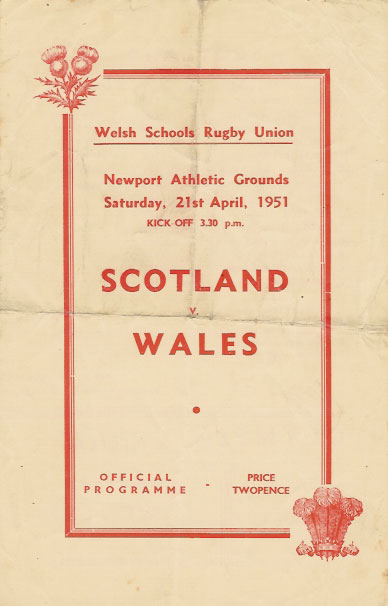 Welsh Schools Rugby Union
Newport Athletic Grounds
Saturday, 21st April, 1951
KICK-OFF 3.30 p.m.
SCOTLAND
v.
WALES
OFFICIAL PROGRAMME - PRICE TWOPENCE